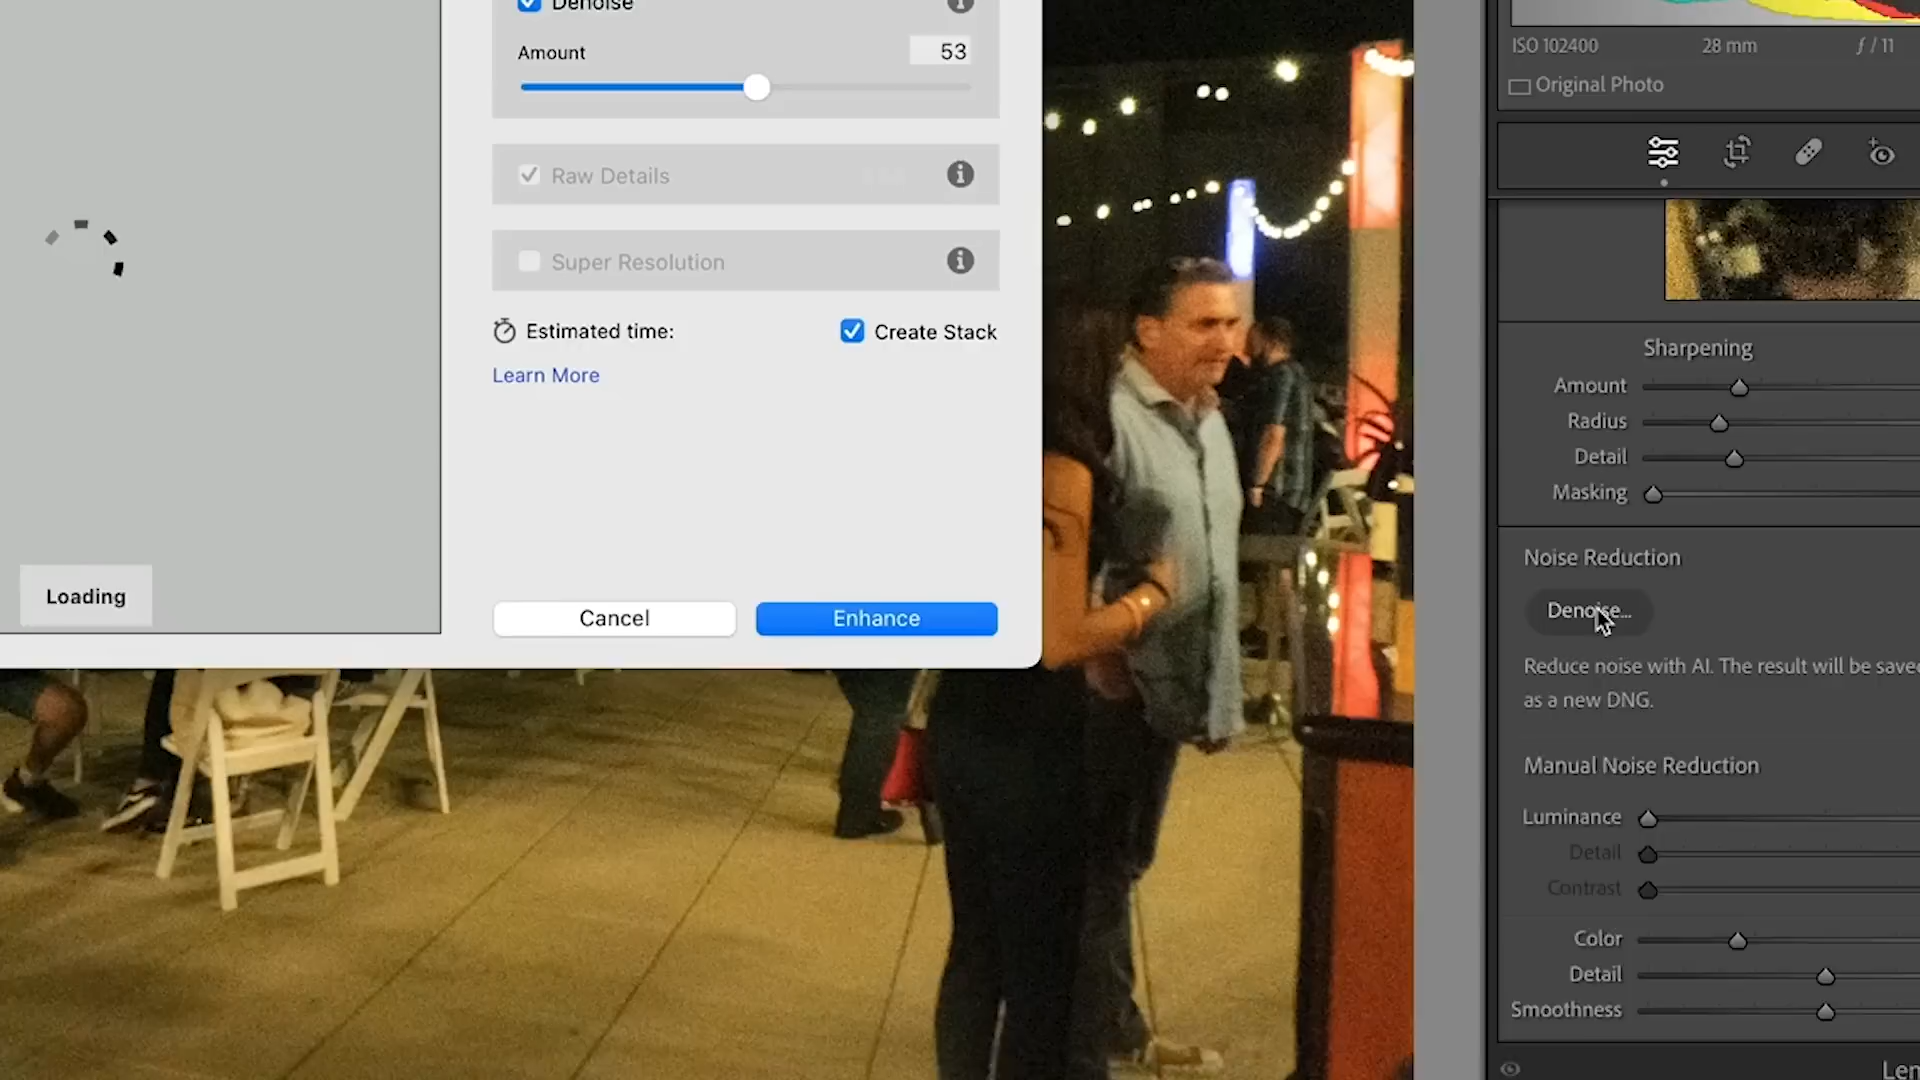 Denoise
Amount 53
Raw Details
Super Resolution
Estimated time:
Create Stack
Learn More
Loading
Cancel
Enhance
ISO 102400 28 mm ƒ / 11
Original Photo
Sharpening
Amount
Radius
Detail
Masking
Noise Reduction
Denoise...
Reduce noise with AI. The result will be saved
as a new DNG.
Manual Noise Reduction
Luminance
Detail
Contrast
Color
Detail
Smoothness